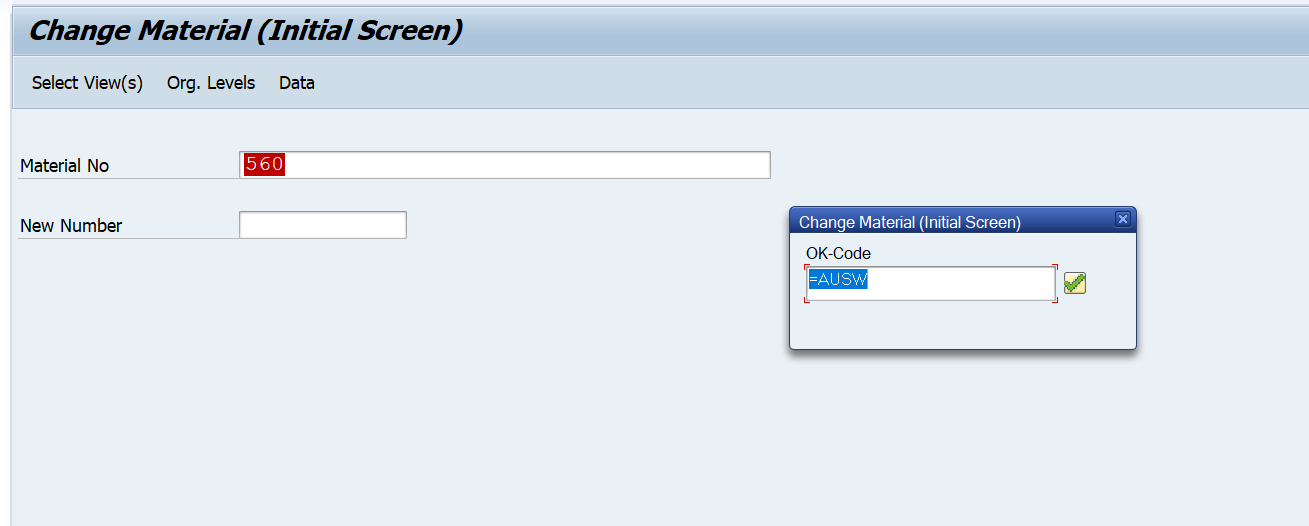 Change Material (Initial Screen)
Select View(s) Org. Levels Data
Material No 560
New Number
Change Material (Initial Screen)
OK-Code
=AUSW